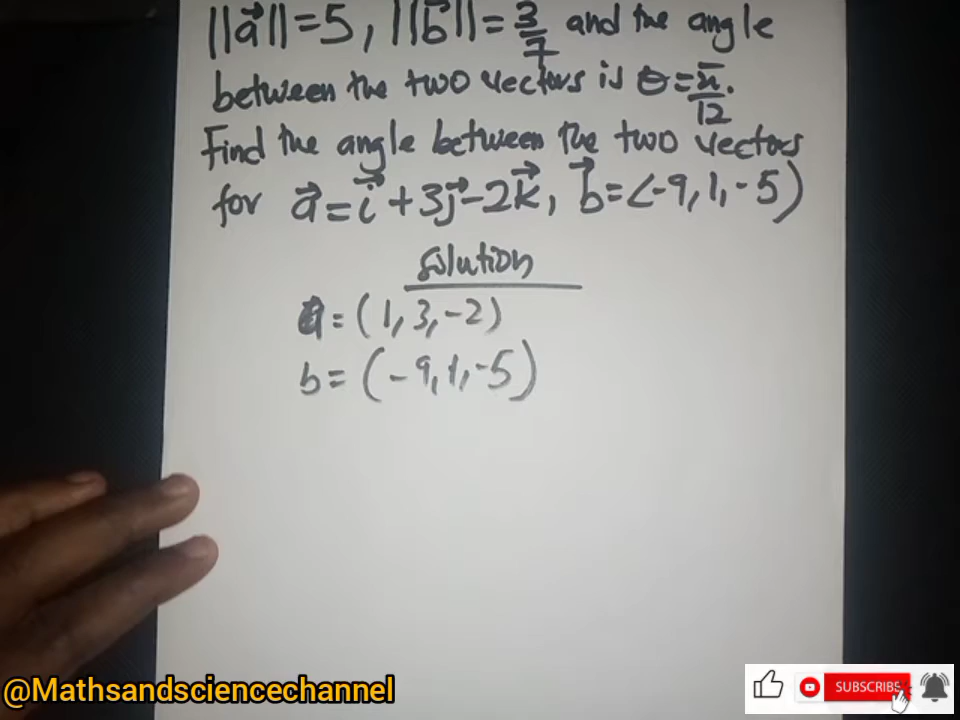 ||a⃗||=5, ||b⃗||=3/7 and the angle
between the two vectors is θ=π/12.
Find the angle between the two vectors
for a⃗=i⃗+3j⃗-2k⃗, b⃗=<-9,1,-5)
solution
a=(1,3,-2)
b=(-9,1,-5)
@Mathsandsciencechannel
SUBSCRIBE